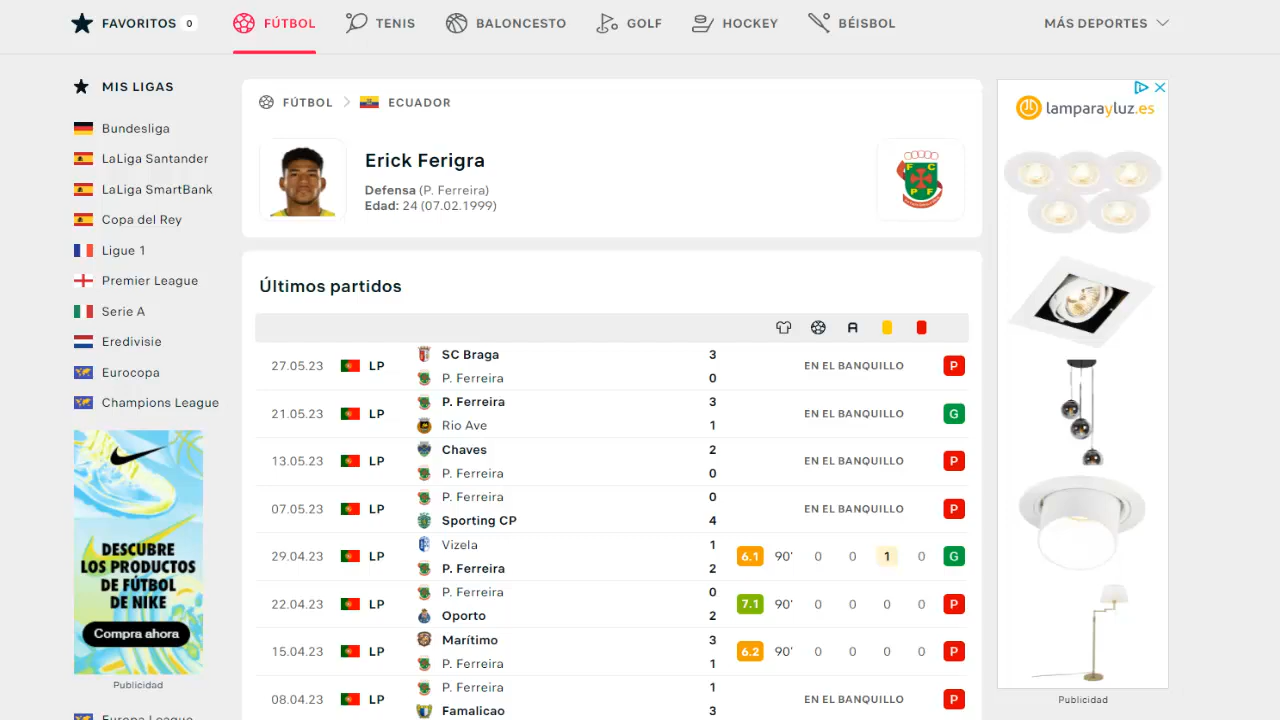 FAVORITOS 0
FÚTBOL
TENIS
BALONCESTO
GOLF
HOCKEY
BÉISBOL
MÁS DEPORTES
MIS LIGAS
Bundesliga
LaLiga Santander
LaLiga SmartBank
Copa del Rey
Ligue 1
Premier League
Serie A
Eredivisie
Eurocopa
Champions League
DESCUBRE
LOS PRODUCTOS
DE FÚTBOL
DE NIKE
Compra ahora
Publicidad
Europa League
FÚTBOL
ECUADOR
Erick Ferigra
Defensa (P. Ferreira)
Edad: 24 (07.02.1999)
F C
P F
Últimos partidos
A
27.05.23 LP SC Braga 3 EN EL BANQUILLO P
P. Ferreira 0
21.05.23 LP P. Ferreira 3 EN EL BANQUILLO G
Rio Ave 1
13.05.23 LP Chaves 2 EN EL BANQUILLO P
P. Ferreira 0
07.05.23 LP P. Ferreira 0 EN EL BANQUILLO P
Sporting CP 4
29.04.23 LP Vizela 1 6.1 90' 0 0 1 0 G
P. Ferreira 2
22.04.23 LP P. Ferreira 0 7.1 90' 0 0 0 0 P
Oporto 2
15.04.23 LP Marítimo 3 6.2 90' 0 0 0 0 P
P. Ferreira 1
08.04.23 LP P. Ferreira 1 EN EL BANQUILLO P
Famalicao 3
lamparayluz.es
Publicidad